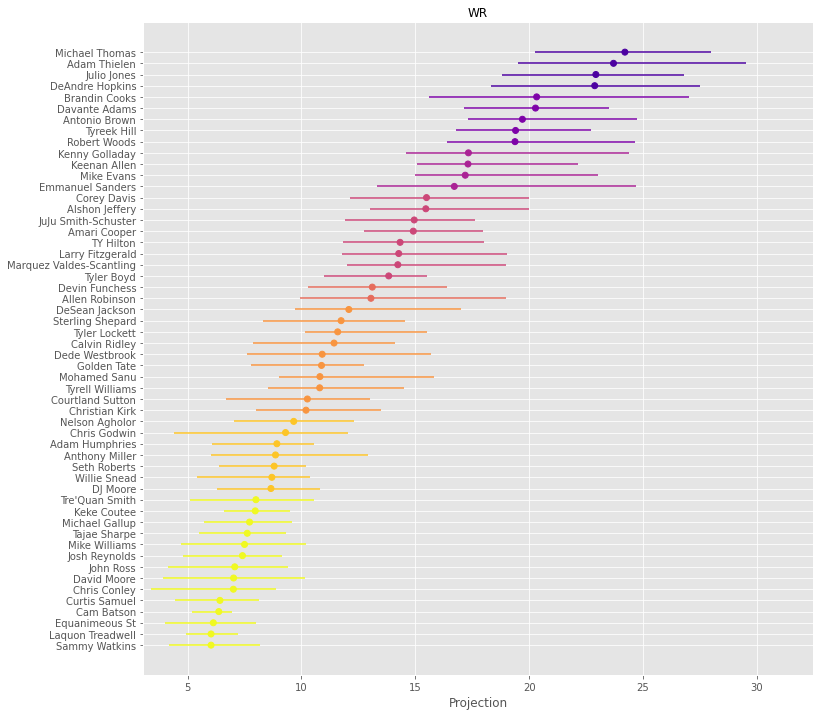 WR
Michael Thomas
Adam Thielen
Julio Jones
DeAndre Hopkins
Brandin Cooks
Davante Adams
Antonio Brown
Tyreek Hill
Robert Woods
Kenny Golladay
Keenan Allen
Mike Evans
Emmanuel Sanders
Corey Davis
Alshon Jeffery
JuJu Smith-Schuster
Amari Cooper
TY Hilton
Larry Fitzgerald
Marquez Valdes-Scantling
Tyler Boyd
Devin Funchess
Allen Robinson
DeSean Jackson
Sterling Shepard
Tyler Lockett
Calvin Ridley
Dede Westbrook
Golden Tate
Mohamed Sanu
Tyrell Williams
Courtland Sutton
Christian Kirk
Nelson Agholor
Chris Godwin
Adam Humphries
Anthony Miller
Seth Roberts
Willie Snead
DJ Moore
Tre'Quan Smith
Keke Coutee
Michael Gallup
Tajae Sharpe
Mike Williams
Josh Reynolds
John Ross
David Moore
Chris Conley
Curtis Samuel
Cam Batson
Equanimeous St
Laquon Treadwell
Sammy Watkins
5 10 15 20 25 30
Projection